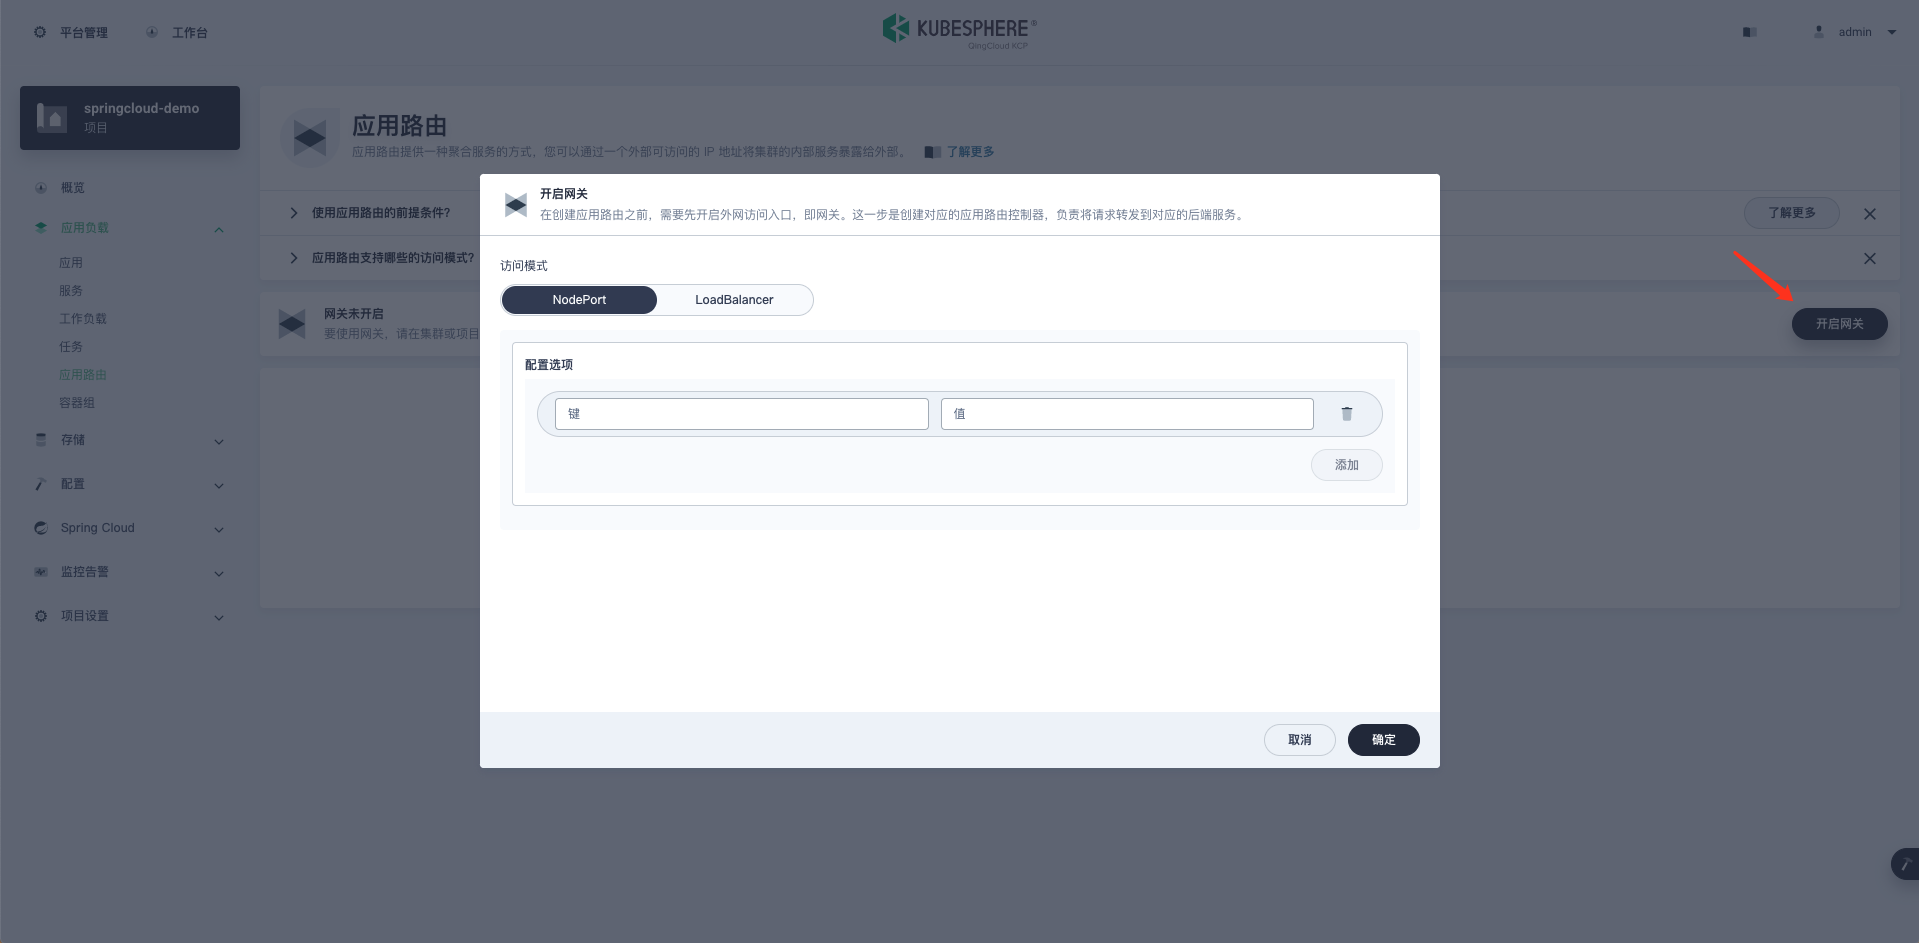 平台管理
工作台
KUBESPHERE®
QingCloud KCP
admin
springcloud-demo
项目
概览
应用负载
应用
服务
工作负载
任务
应用路由
容器组
存储
配置
Spring Cloud
监控告警
项目设置
应用路由
应用路由提供一种聚合服务的方式，您可以通过一个外部可访问的 IP 地址将集群的内部服务暴露给外部。 了解更多
使用应用路由的前提条件？
了解更多
应用路由支持哪些的访问模式？
网关未开启
要使用网关，请在集群或项目
开启网关
开启网关
在创建应用路由之前，需要先开启外网访问入口，即网关。这一步是创建对应的应用路由控制器，负责将请求转发到对应的后端服务。
访问模式
NodePort
LoadBalancer
配置选项
键
值
添加
取消
确定